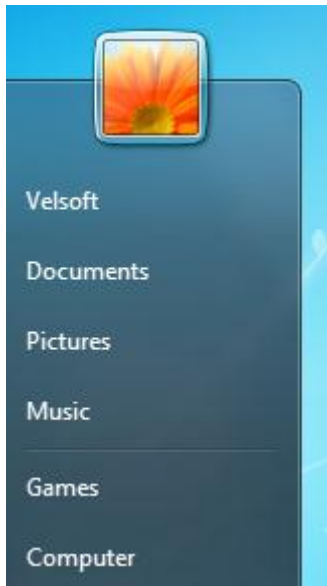 Velsoft
Documents
Pictures
Music
Games
Computer